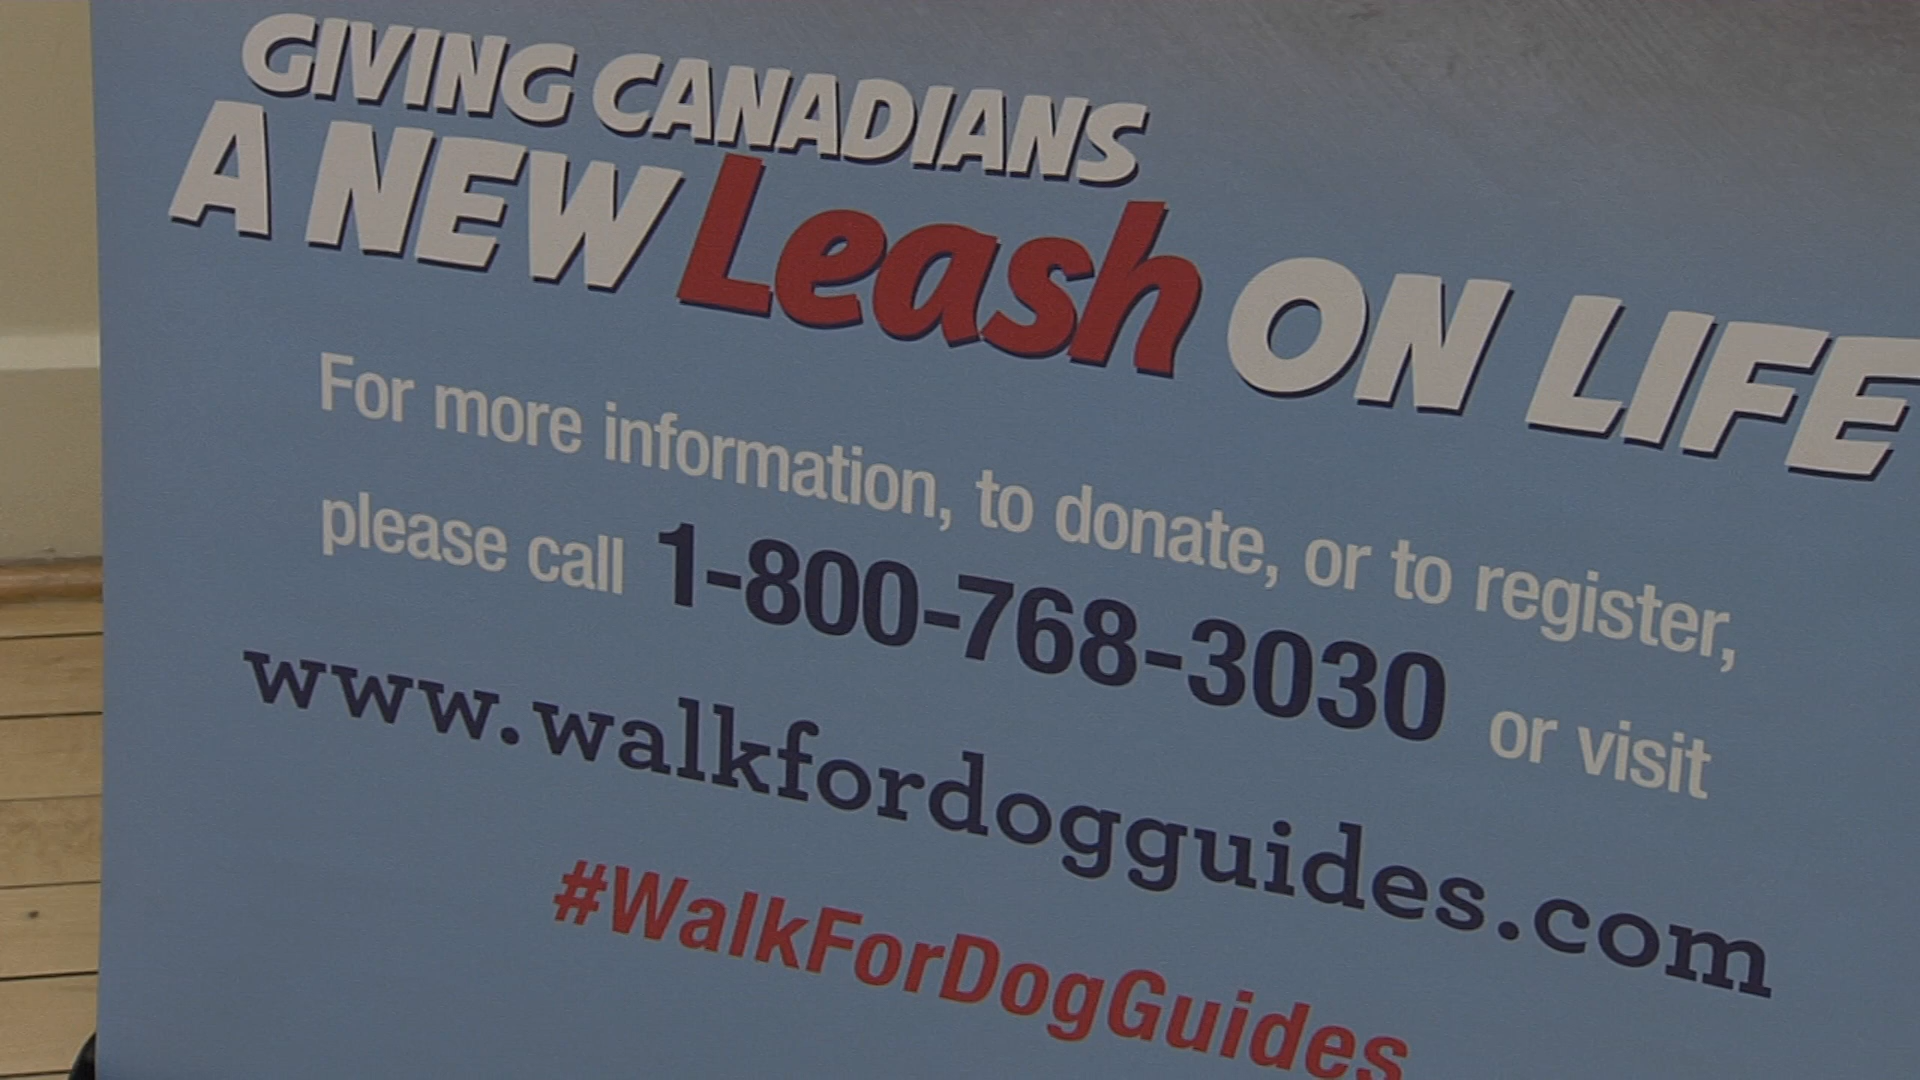 GIVING CANADIANS
A NEW Leash ON LIFE
For more information, to donate, or to register,
please call 1-800-768-3030 or visit
www.walkfordogguides.com
#WalkForDogGuides